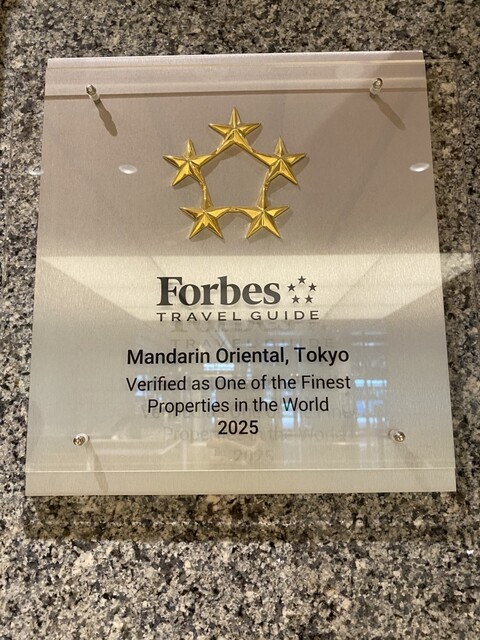 Forbes
TRAVEL GUIDE
Mandarin Oriental, Tokyo
Verified as One of the Finest
Properties in the World
2025